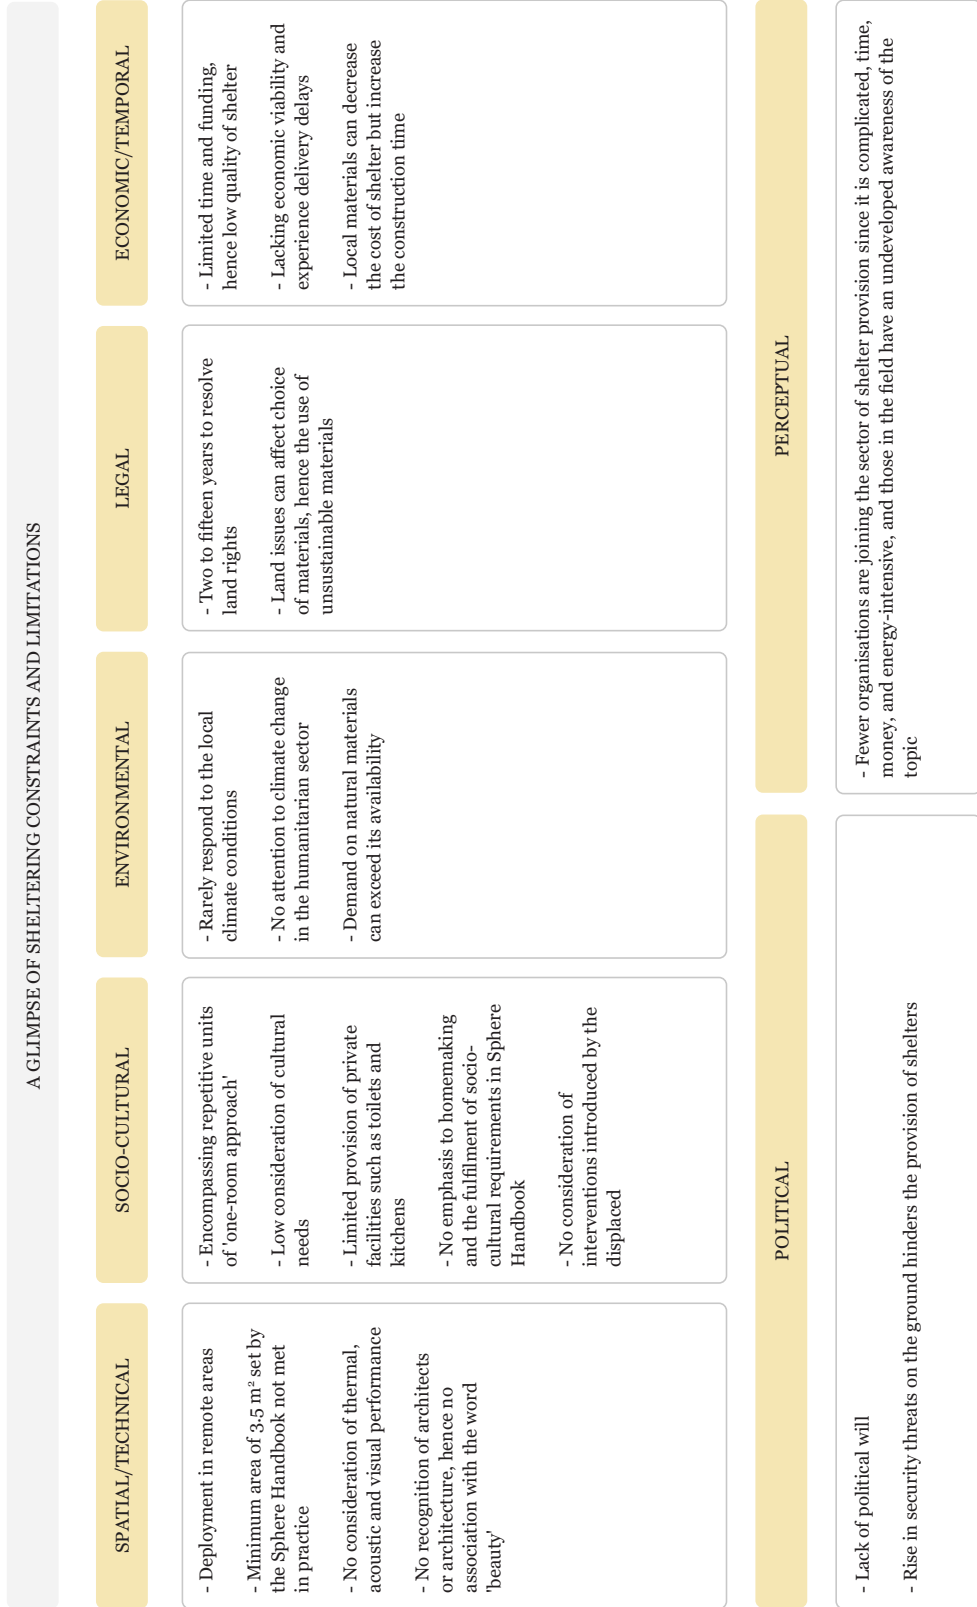 A GLIMPSE OF SHELTERING CONSTRAINTS AND LIMITATIONS
SPATIAL/TECHNICAL
- Deployment in remote areas
- Minimum area of 3.5 m² set by
the Sphere Handbook not met
in practice
- No consideration of thermal,
acoustic and visual performance
- No recognition of architects
or architecture, hence no
association with the word
'beauty'
SOCIO-CULTURAL
- Encompassing repetitive units
of 'one-room approach'
- Low consideration of cultural
needs
- Limited provision of private
facilities such as toilets and
kitchens
- No emphasis to homemaking
and the fulfilment of socio-
cultural requirements in Sphere
Handbook
- No consideration of
interventions introduced by the
displaced
ENVIRONMENTAL
- Rarely respond to the local
climate conditions
- No attention to climate change
in the humanitarian sector
- Demand on natural materials
can exceed its availability
LEGAL
- Two to fifteen years to resolve
land rights
- Land issues can affect choice
of materials, hence the use of
unsustainable materials
ECONOMIC/TEMPORAL
- Limited time and funding,
hence low quality of shelter
- Lacking economic viability and
experience delivery delays
- Local materials can decrease
the cost of shelter but increase
the construction time
POLITICAL
- Lack of political will
- Rise in security threats on the ground hinders the provision of shelters
PERCEPTUAL
- Fewer organisations are joining the sector of shelter provision since it is complicated, time,
money, and energy-intensive, and those in the field have an undeveloped awareness of the
topic